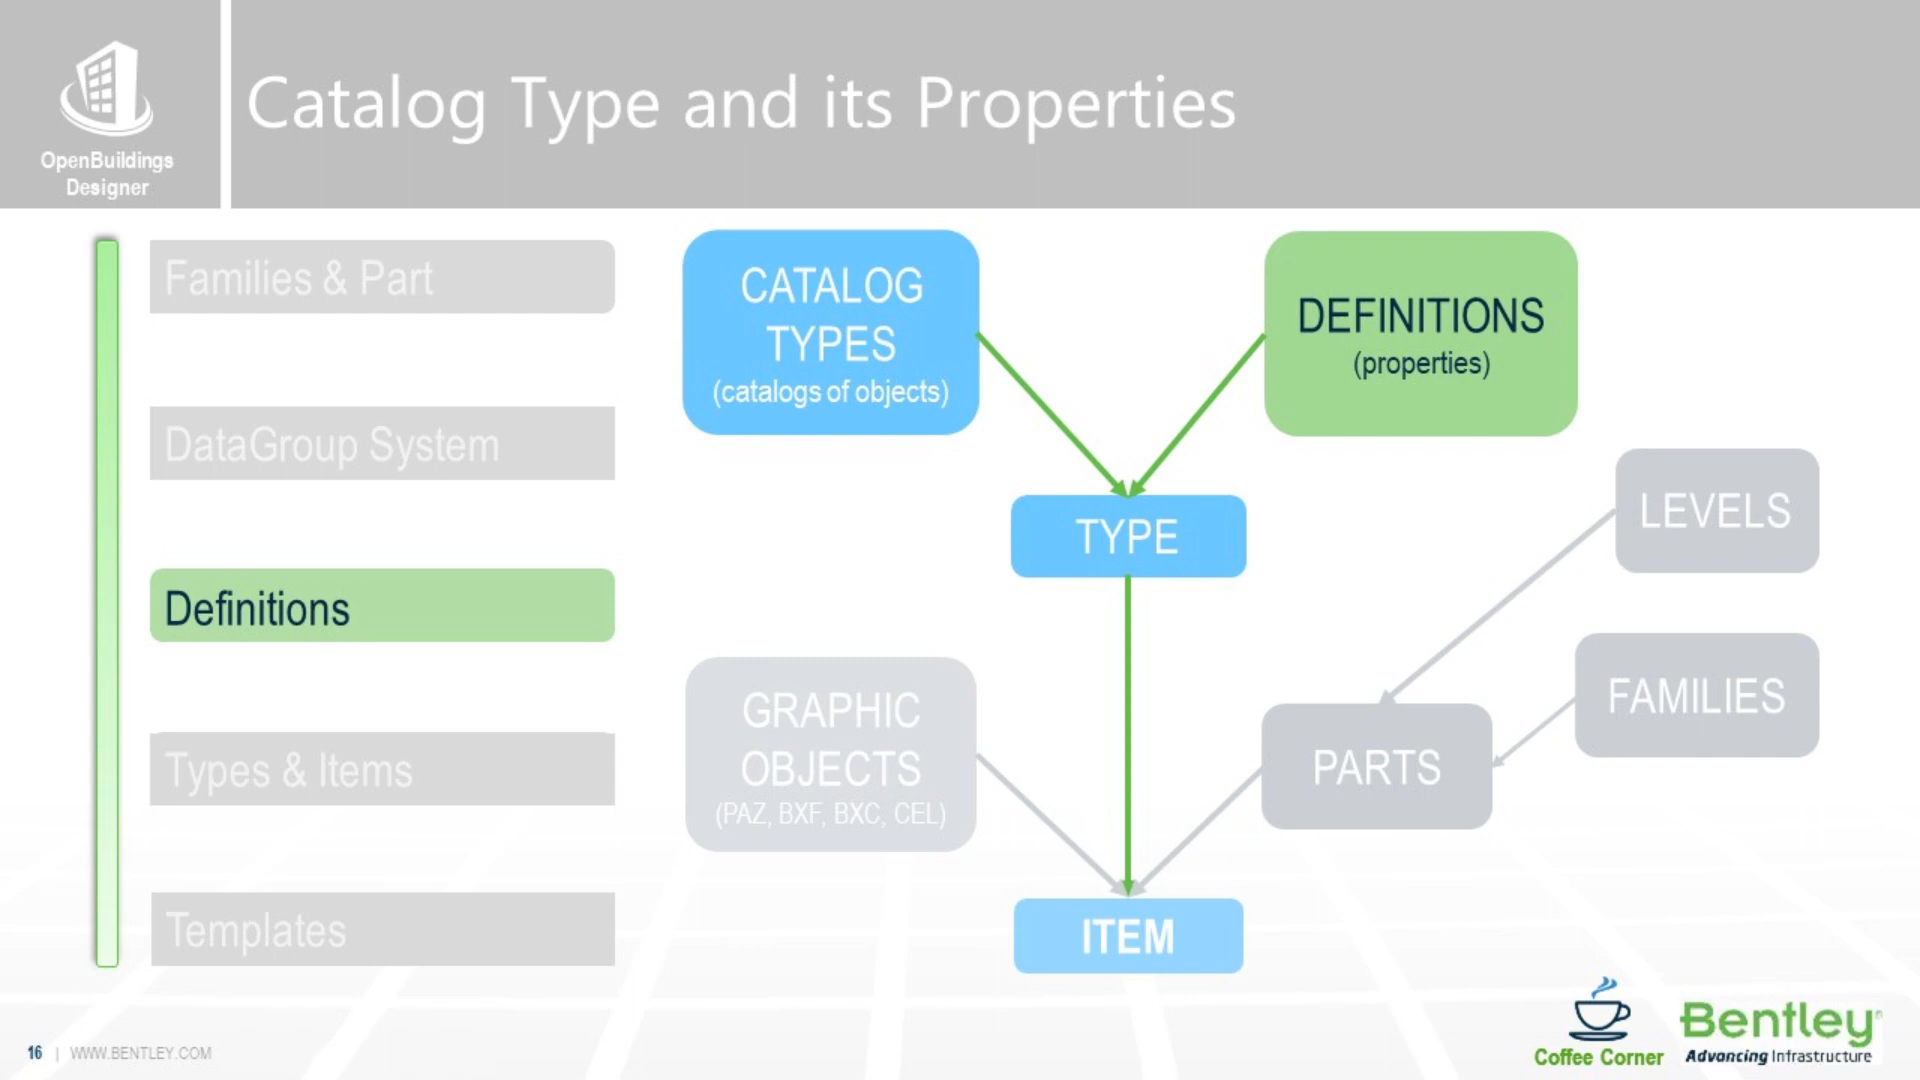 OpenBuildings
Designer
Catalog Type and its Properties
Families & Part
DataGroup System
Definitions
Types & Items
Templates
CATALOG
TYPES
(catalogs of objects)
DEFINITIONS
(properties)
TYPE
LEVELS
FAMILIES
GRAPHIC
OBJECTS
(PAZ, BXF, BXC, CEL)
PARTS
ITEM
16 | WWW.BENTLEY.COM
Coffee Corner
Bentley®
Advancing Infrastructure